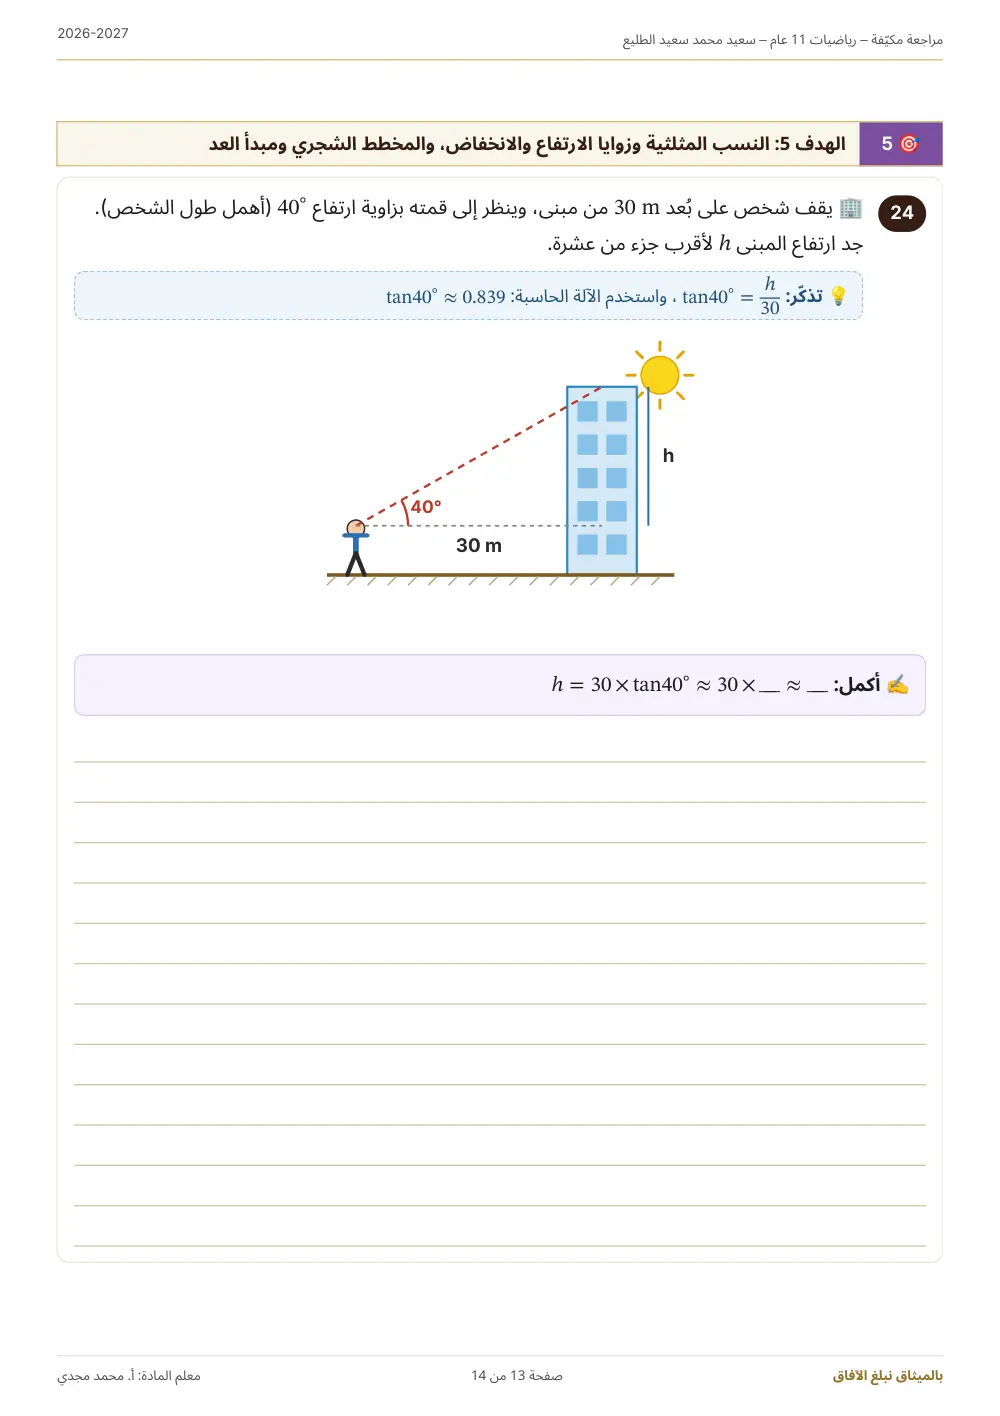 مراجعة مكيّفة – رياضيات 11 عام – سعيد محمد سعيد الطليع
2026-2027
🎯 5
الهدف 5: النسب المثلثية وزوايا الارتفاع والانخفاض، والمخطط الشجري ومبدأ العد
24
🏢 يقف شخص على بُعد 30 m من مبنى، وينظر إلى قمته بزاوية ارتفاع 40° (أهمل طول الشخص).
جد ارتفاع المبنى h لأقرب جزء من عشرة.
💡 تذكّر: tan40° = h/30 ، واستخدم الآلة الحاسبة: tan40° ≈ 0.839
h
40°
30 m
✍️ أكمل: h = 30 × tan40° ≈ 30 × __ ≈ __
بالميثاق نبلغ الآفاق
صفحة 13 من 14
معلم المادة: أ. محمد مجدي